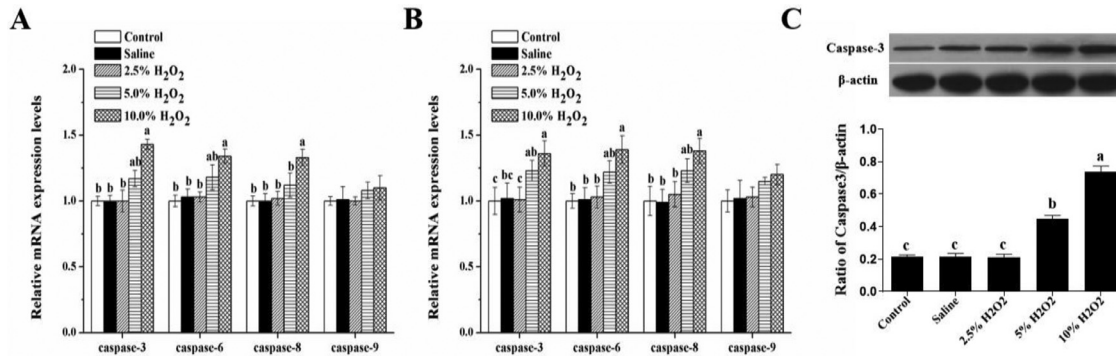 A
Control
Saline
2.5% H2O2
5.0% H2O2
10.0% H2O2
Relative mRNA expression levels
2.0
1.5
1.0
0.5
0.0
b b b ab a
b b b ab a
b b b b a
caspase-3 caspase-6 caspase-8 caspase-9
B
Control
Saline
2.5% H2O2
5.0% H2O2
10.0% H2O2
Relative mRNA expression levels
2.0
1.5
1.0
0.5
0.0
c bc c ab a
b b b ab a
b b b ab a
caspase-3 caspase-6 caspase-8 caspase-9
C
Caspase-3
β-actin
Ratio of Caspase3/β-actin
1.0
0.8
0.6
0.4
0.2
0.0
c c c b a
Control Saline 2.5% H2O2 5% H2O2 10% H2O2